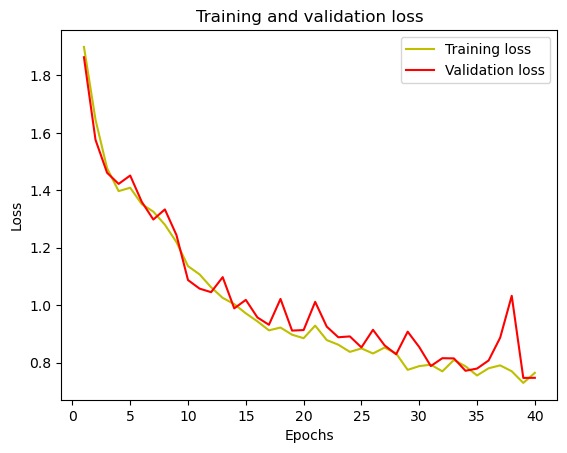 Training and validation loss
Training loss
Validation loss
1.8
1.6
1.4
1.2
1.0
0.8
Loss
0 5 10 15 20 25 30 35 40
Epochs